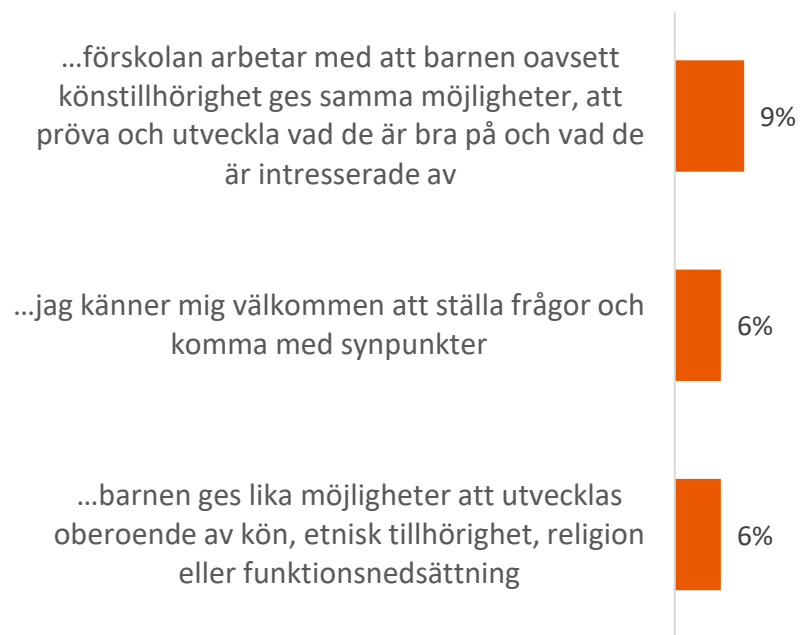 ...förskolan arbetar med att barnen oavsett
könstillhörighet ges samma möjligheter, att
pröva och utveckla vad de är bra på och vad de
är intresserade av
9%
...jag känner mig välkommen att ställa frågor och
komma med synpunkter
6%
...barnen ges lika möjligheter att utvecklas
oberoende av kön, etnisk tillhörighet, religion
eller funktionsnedsättning
6%